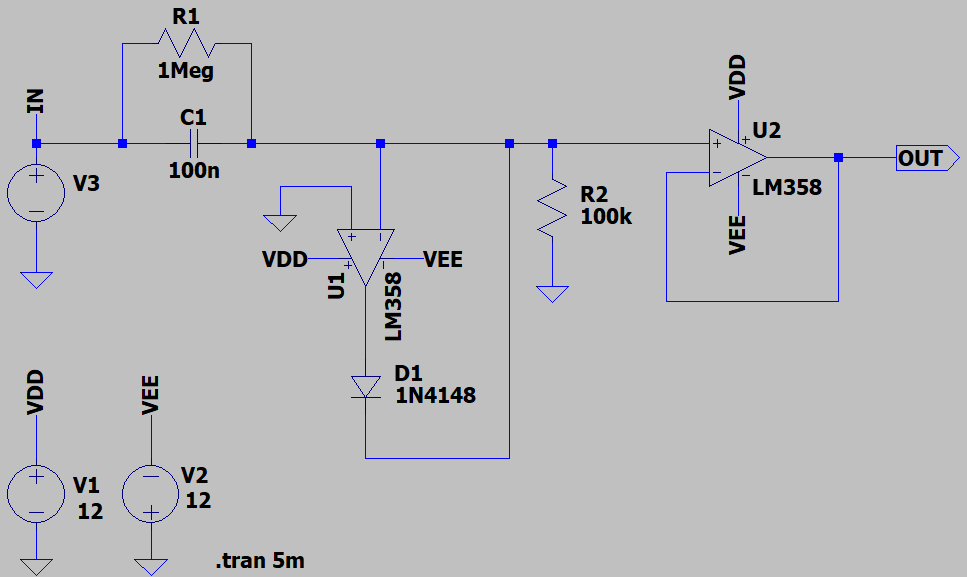 R1
1Meg
IN
C1
100n
V3
VDD
U2
LM358
VEE
OUT
R2
100k
VDD
VEE
U1
LM358
D1
1N4148
VDD
VEE
V1
12
V2
12
.tran 5m